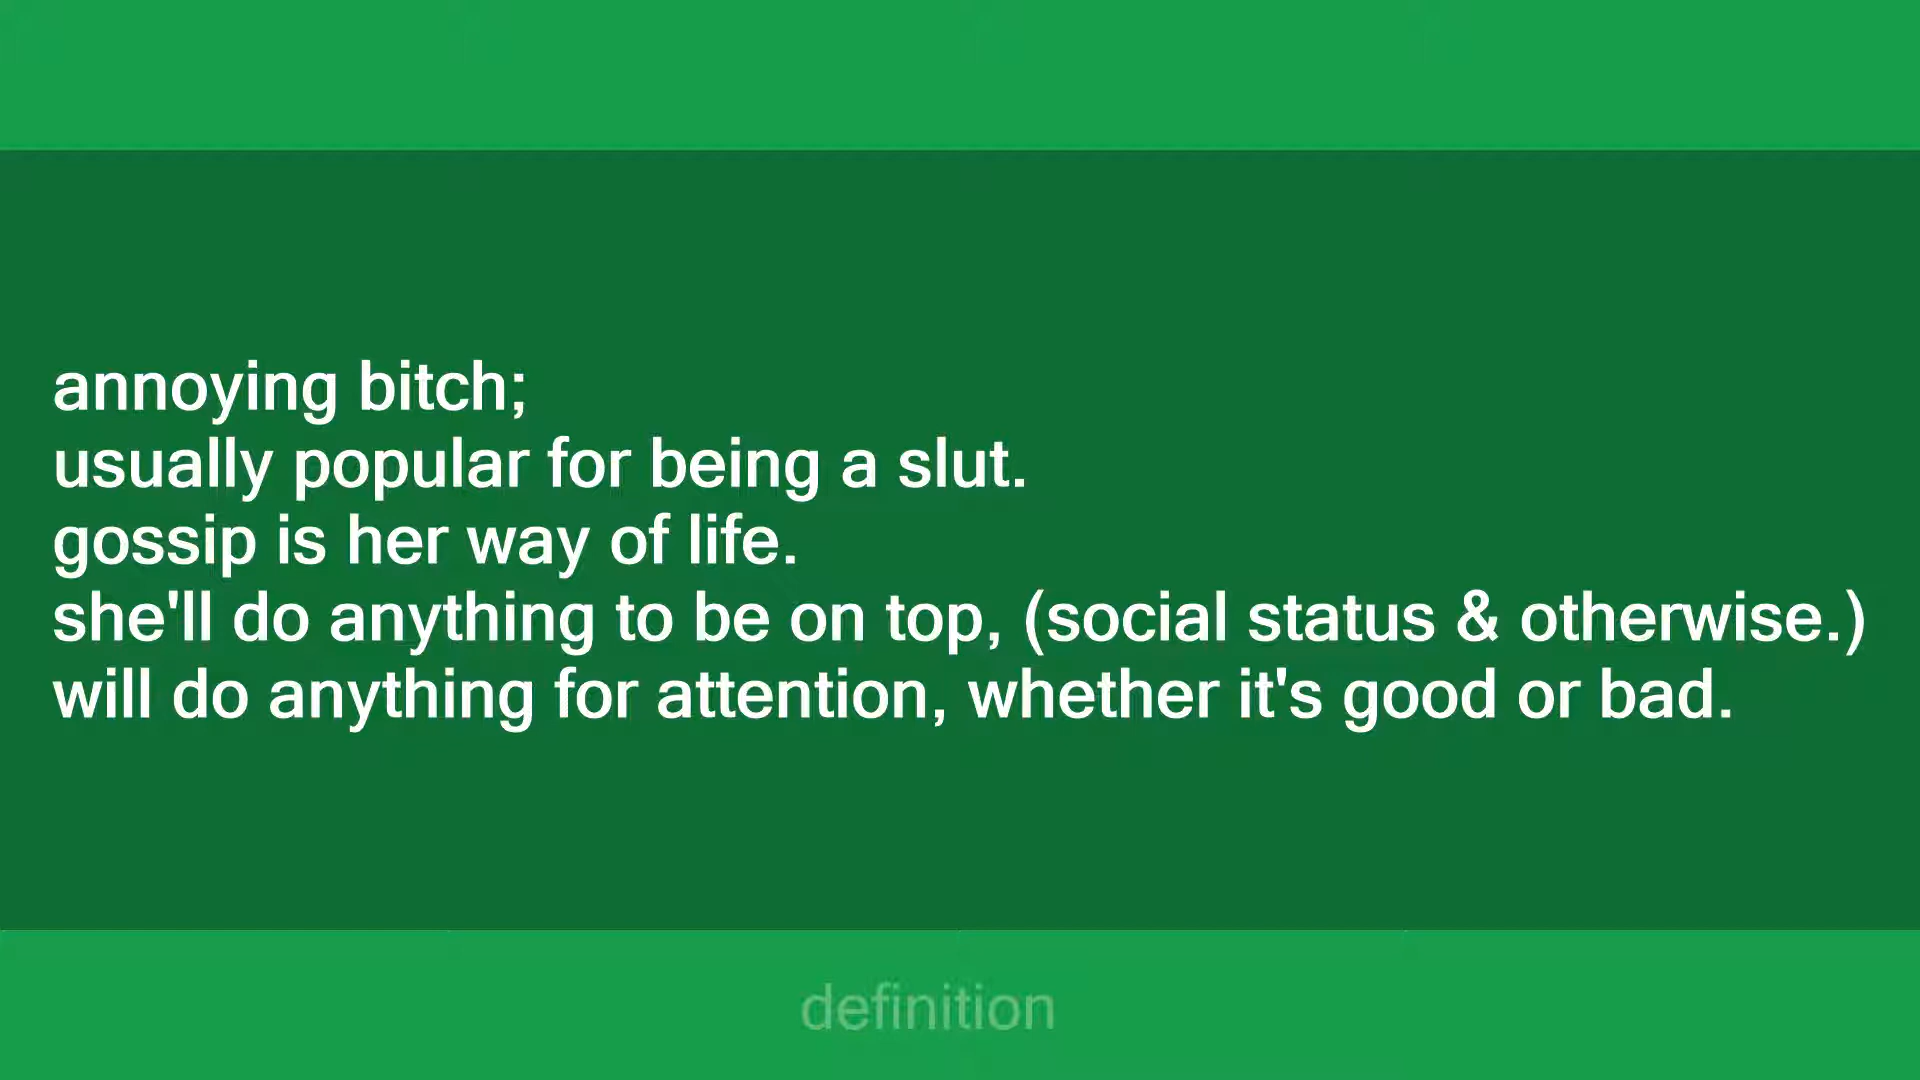 annoying bitch;
usually popular for being a slut.
gossip is her way of life.
she'll do anything to be on top, (social status & otherwise.)
will do anything for attention, whether it's good or bad.
definition